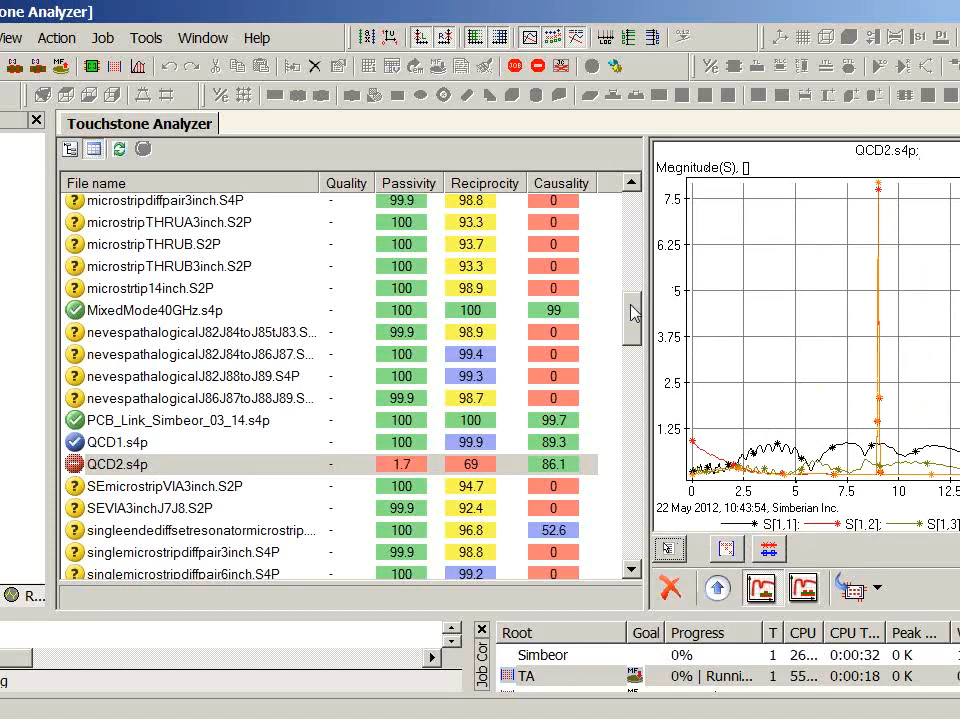 one Analyzer]
View Action Job Tools Window Help
Touchstone Analyzer
File name Quality Passivity Reciprocity Causality
microstripdiffpair3inch.S4P - 99.9 98.8 0
microstripTHRUA3inch.S2P - 100 93.3 0
microstripTHRUB.S2P - 100 93.7 0
microstripTHRUB3inch.S2P - 100 93.3 0
microstrtip14inch.S2P - 100 98.9 0
MixedMode40GHz.s4p - 100 100 99
nevespathalogicalJ82J84toJ85tJ83.S... - 99.9 98.9 0
nevespathalogicalJ82J84toJ86J87.S... - 100 99.4 0
nevespathalogicalJ82J88toJ89.S4P - 100 99.3 0
nevespathalogicalJ86J87toJ88J89.S... - 99.9 98.7 0
PCB_Link_Simbeor_03_14.s4p - 100 100 99.7
QCD1.s4p - 100 99.9 89.3
QCD2.s4p - 1.7 69 86.1
SEmicrostripVIA3inch.S2P - 100 94.7 0
SEVIA3inchJ7J8.S2P - 100 92.4 0
singleendediffsetresonatormicrostrip.... - 100 96.8 52.6
singlemicrostripdiffpair3inch.S4P - 99.9 98.8 0
singlemicrostripdiffpair6inch.S4P - 100 99.2 0
QCD2.s4p;
Magnitude(S), []
7.5
6.25
5
3.75
2.5
1.25
0 2.5 5 7.5 10 12.5
22 May 2012, 10:43:54, Simberian Inc.
S[1,1]; S[1,2]; S[1,3]
R...
Job Cor
Root Goal Progress T CPU CPU T... Peak ...
Simbeor 0% 1 26... 0:00:32 0 K
TA 0% | Runni... 1 55... 0:00:18 0 K